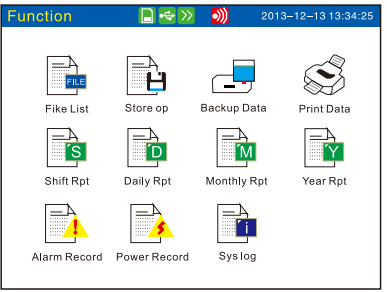 Function 2013-12-13 13:34:25
FILE
Fike List Store op Backup Data Print Data
S D M Y
Shift Rpt Daily Rpt Monthly Rpt Year Rpt
! i
Alarm Record Power Record Sys log